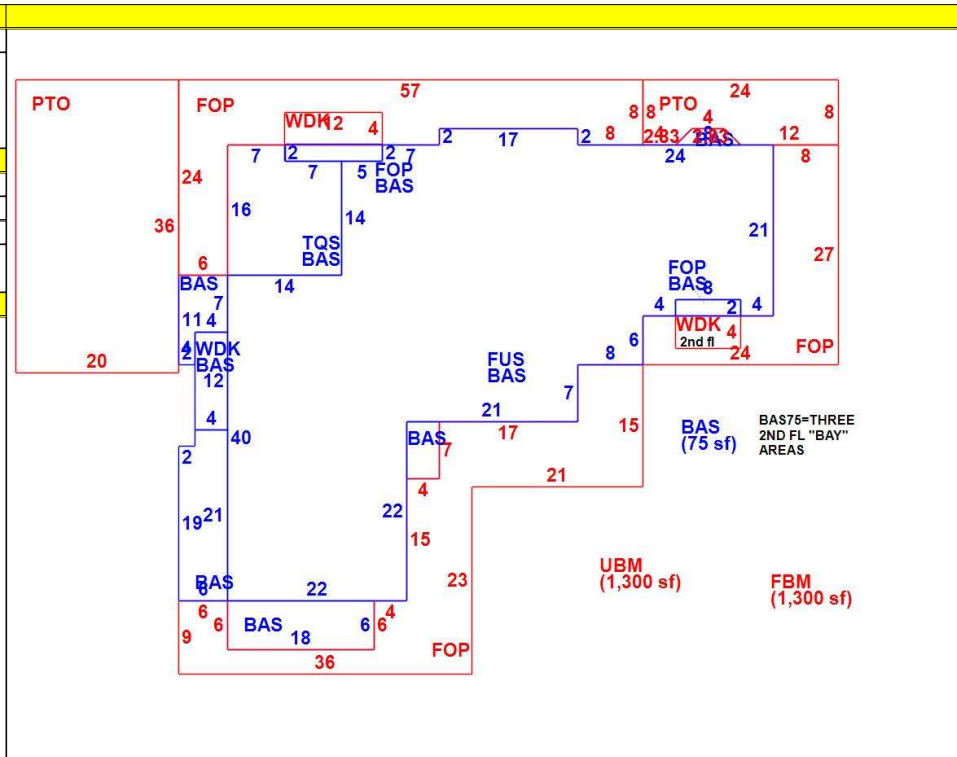 57
24
PTO
FOP
WDK
12
4
8
8
PTO
4
8
2
17
2
8
4
2.83
8
BAS
12
7
2
2
7
24
8
7
5
FOP
BAS
24
16
14
21
36
TQS
BAS
27
6
14
FOP
BAS
8
BAS
7
11
4
4
2
4
WDK
4
2nd fl
6
24
FOP
4
2
WDK
BAS
20
12
FUS
BAS
8
7
4
21
17
15
BAS
(75 sf)
BAS75=THREE
2ND FL "BAY"
AREAS
40
BAS
7
2
4
21
22
19
21
15
23
UBM
(1,300 sf)
FBM
(1,300 sf)
BAS
22
6
4
9
6
BAS
18
6
6
36
FOP